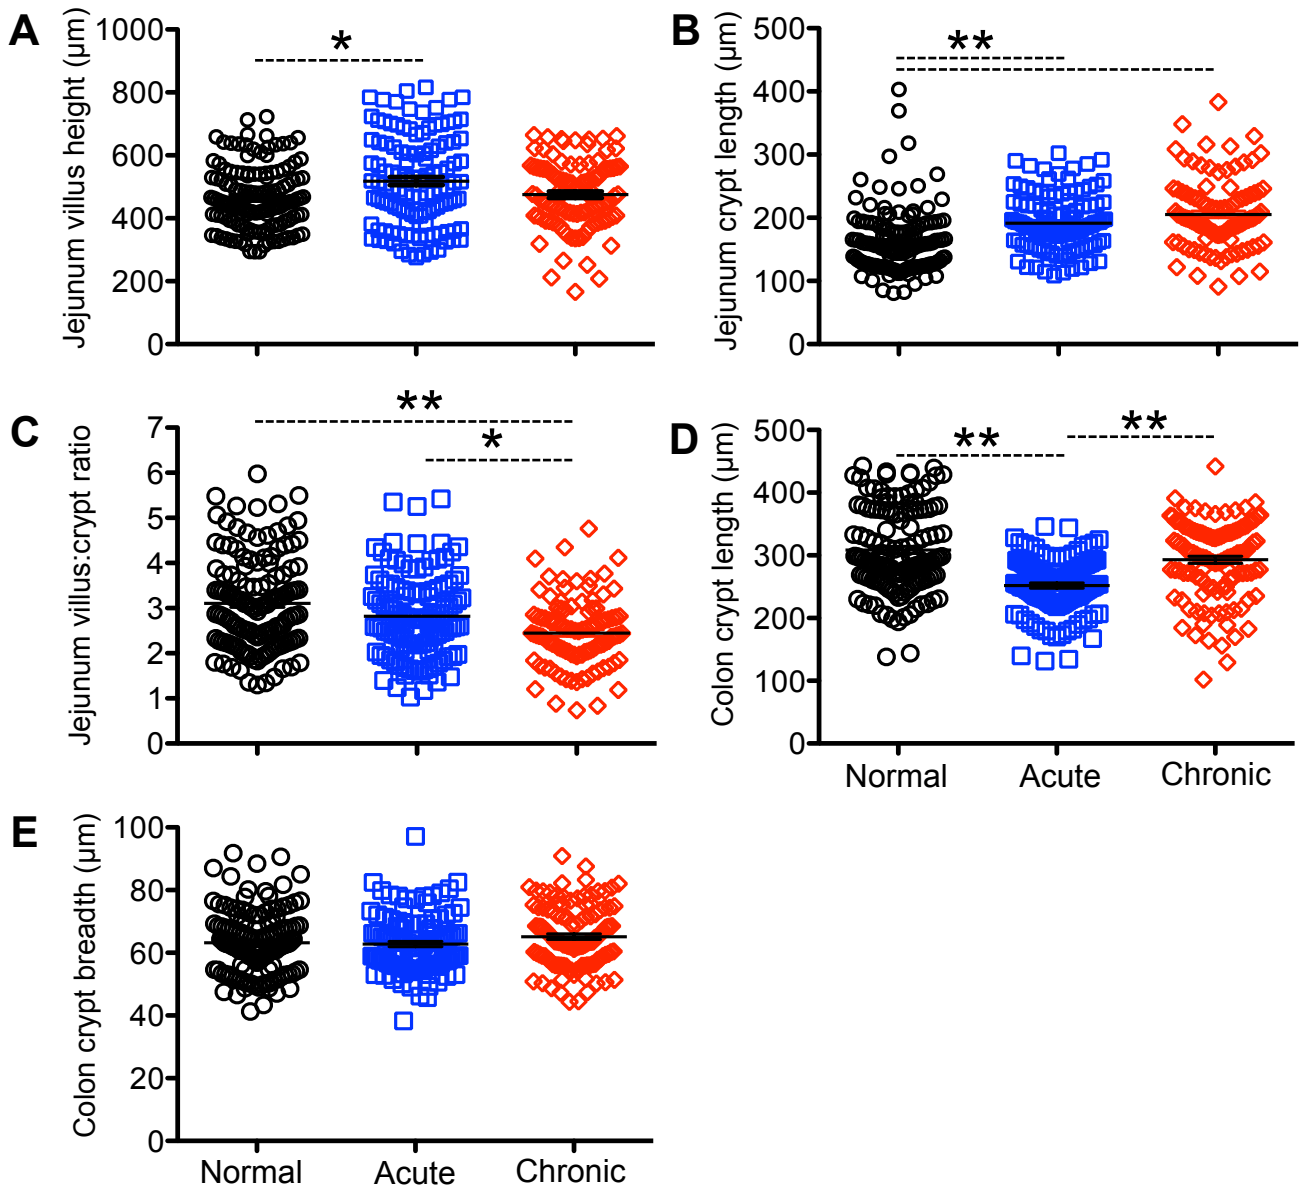 A
Jejunum villus height (µm)
1000
800
600
400
200
0
*
B
Jejunum crypt length (µm)
500
400
300
200
100
0
**
C
Jejunum villus:crypt ratio
7
6
5
4
3
2
1
0
**
*
D
Colon crypt length (µm)
500
400
300
200
100
0
**
**
Normal
Acute
Chronic
E
Colon crypt breadth (µm)
100
80
60
40
20
0
Normal
Acute
Chronic